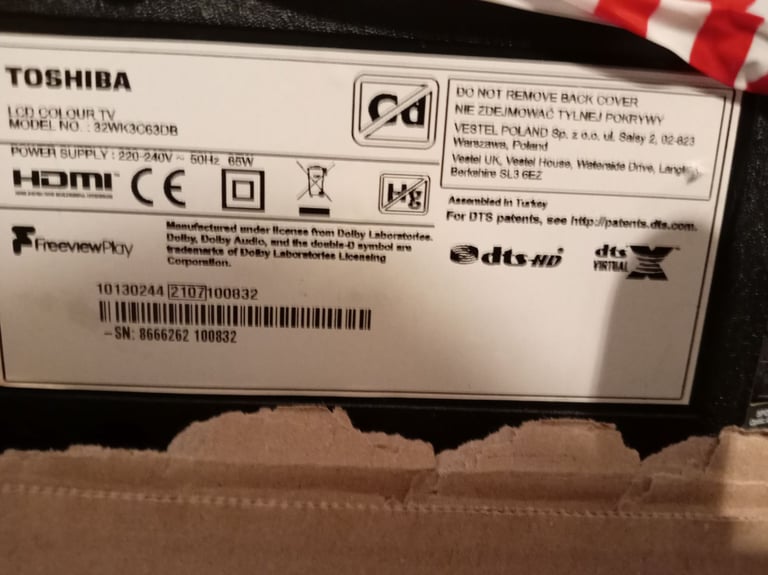 TOSHIBA
LCD COLOUR TV
MODEL NO. : 32WK3C63DB
POWER SUPPLY : 220-240V ~ 50Hz 65W
HDMI™ CE
Hg
Cd Pb
DO NOT REMOVE BACK COVER
NIE ZDEJMOWAĆ TYLNEJ POKRYWY
VESTEL POLAND Sp. z o.o. ul. Salsy 2, 02-823
Warszawa, Poland
Vestel UK, Vestel House, Waterside Drive,
Berkshire SL3 6EZ
Assembled in Turkey
For DTS patents, see http://patents.dts.com.
FreeviewPlay
Manufactured under license from Dolby Laboratories.
Dolby, Dolby Audio, and the double-D symbol are
trademarks of Dolby Laboratories Licensing
Corporation.
dts-HD
dts
VIRTUAL X
10130244 2107 100832
-SN: 8666262 100832